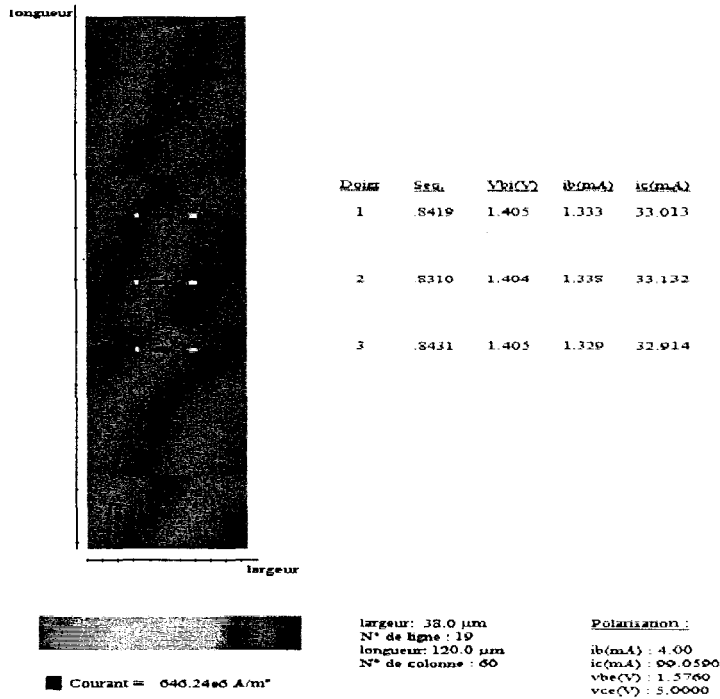 longueur
Doigt Seq. Vbi(V) ib(mA) ic(mA)
1 .8419 1.405 1.333 33.013
2 .8310 1.404 1.338 33.132
3 .8431 1.405 1.329 32.914
largeur
largeur: 38.0 µm
N° de ligne : 19
longueur: 120.0 µm
N° de colonne : 60
Courant = 646.24e6 A/m²
Polarisation :
ib(mA) : 4.00
ic(mA) : 99.0590
vbe(V) : 1.5760
vce(V) : 5.0000